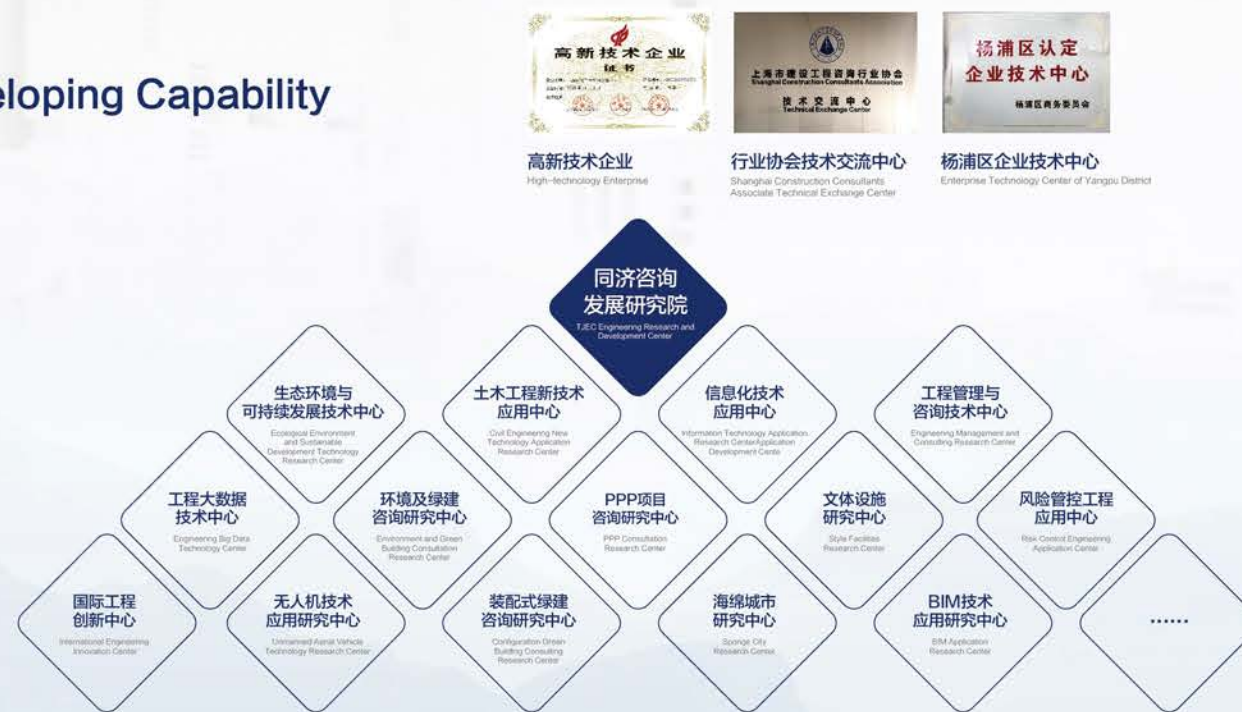 eloping Capability
高新技术企业
证书
上海市建设工程咨询行业协会
Shanghai Construction Consultants Association
技术交流中心
Technical Exchange Center
杨浦区认定
企业技术中心
杨浦区商务委员会
高新技术企业
High-technology Enterprise
行业协会技术交流中心
Shanghai Construction Consultants
Associate Technical Exchange Center
杨浦区企业技术中心
Enterprise Technology Center of Yangpu District
同济咨询
发展研究院
TJEC Engineering Research and
Development Center
生态环境与
可持续发展技术中心
Ecological Environment
and Sustainable
Development Technology
Research Center
土木工程新技术
应用中心
Civil Engineering New
Technology Application
Research Center
信息化技术
应用中心
Information Technology Application
Research CenterApplication
Development Cente
工程管理与
咨询技术中心
Engineering Management and
Consulting Research Center
工程大数据
技术中心
Engineering Big Data
Technology Center
环境及绿建
咨询研究中心
Environment and Green
Building Consultation
Research Center
PPP项目
咨询研究中心
PPP Consultation
Research Center
文体设施
研究中心
Style Facilities
Research Center
风险管控工程
应用中心
Risk Control Engineering
Application Center
国际工程
创新中心
International Engineering
Innovation Center
无人机技术
应用研究中心
Unmanned Aerial Vehicle
Technology Research Center
装配式绿建
咨询研究中心
Configuration Green
Building Consulting
Research Center
海绵城市
研究中心
Sponge City
Research Center
BIM技术
应用研究中心
BIM Application
Research Center
······